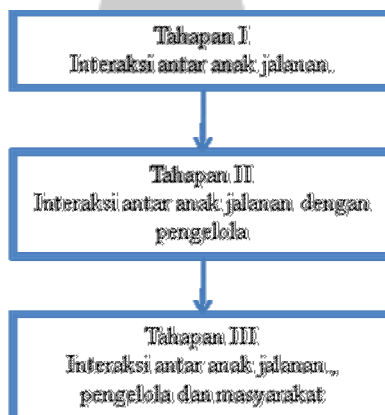 Tahapan I
Interaksi antar anak jalanan.
Tahapan II
Interaksi antar anak jalanan dengan
pengelola
Tahapan III
Interaksi antar anak jalanan,,
pengelola dan masyarakat